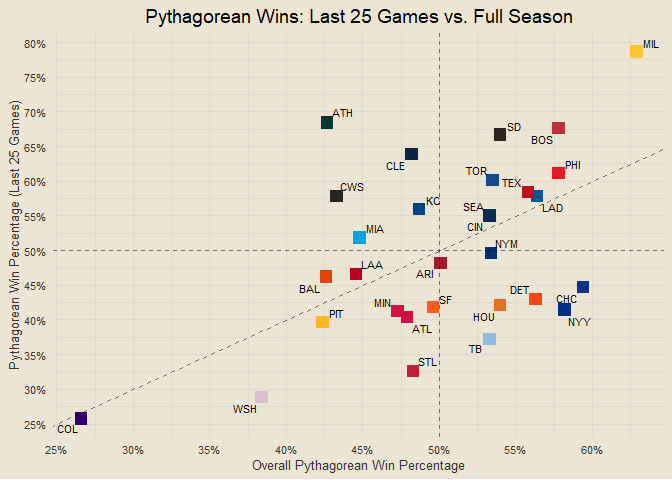 Pythagorean Wins: Last 25 Games vs. Full Season
80%
75%
70%
65%
60%
55%
50%
45%
40%
35%
30%
25%
Pythagorean Win Percentage (Last 25 Games)
MIL
ATH
SD
BOS
CLE
PHI
TOR
TEX
CWS
LAD
KC
SEA
CIN
MIA
NYM
ARI
LAA
BAL
DET
CHC
MIN
SF
HOU
NYY
PIT
ATL
TB
STL
WSH
COL
25%
30%
35%
40%
45%
50%
55%
60%
Overall Pythagorean Win Percentage